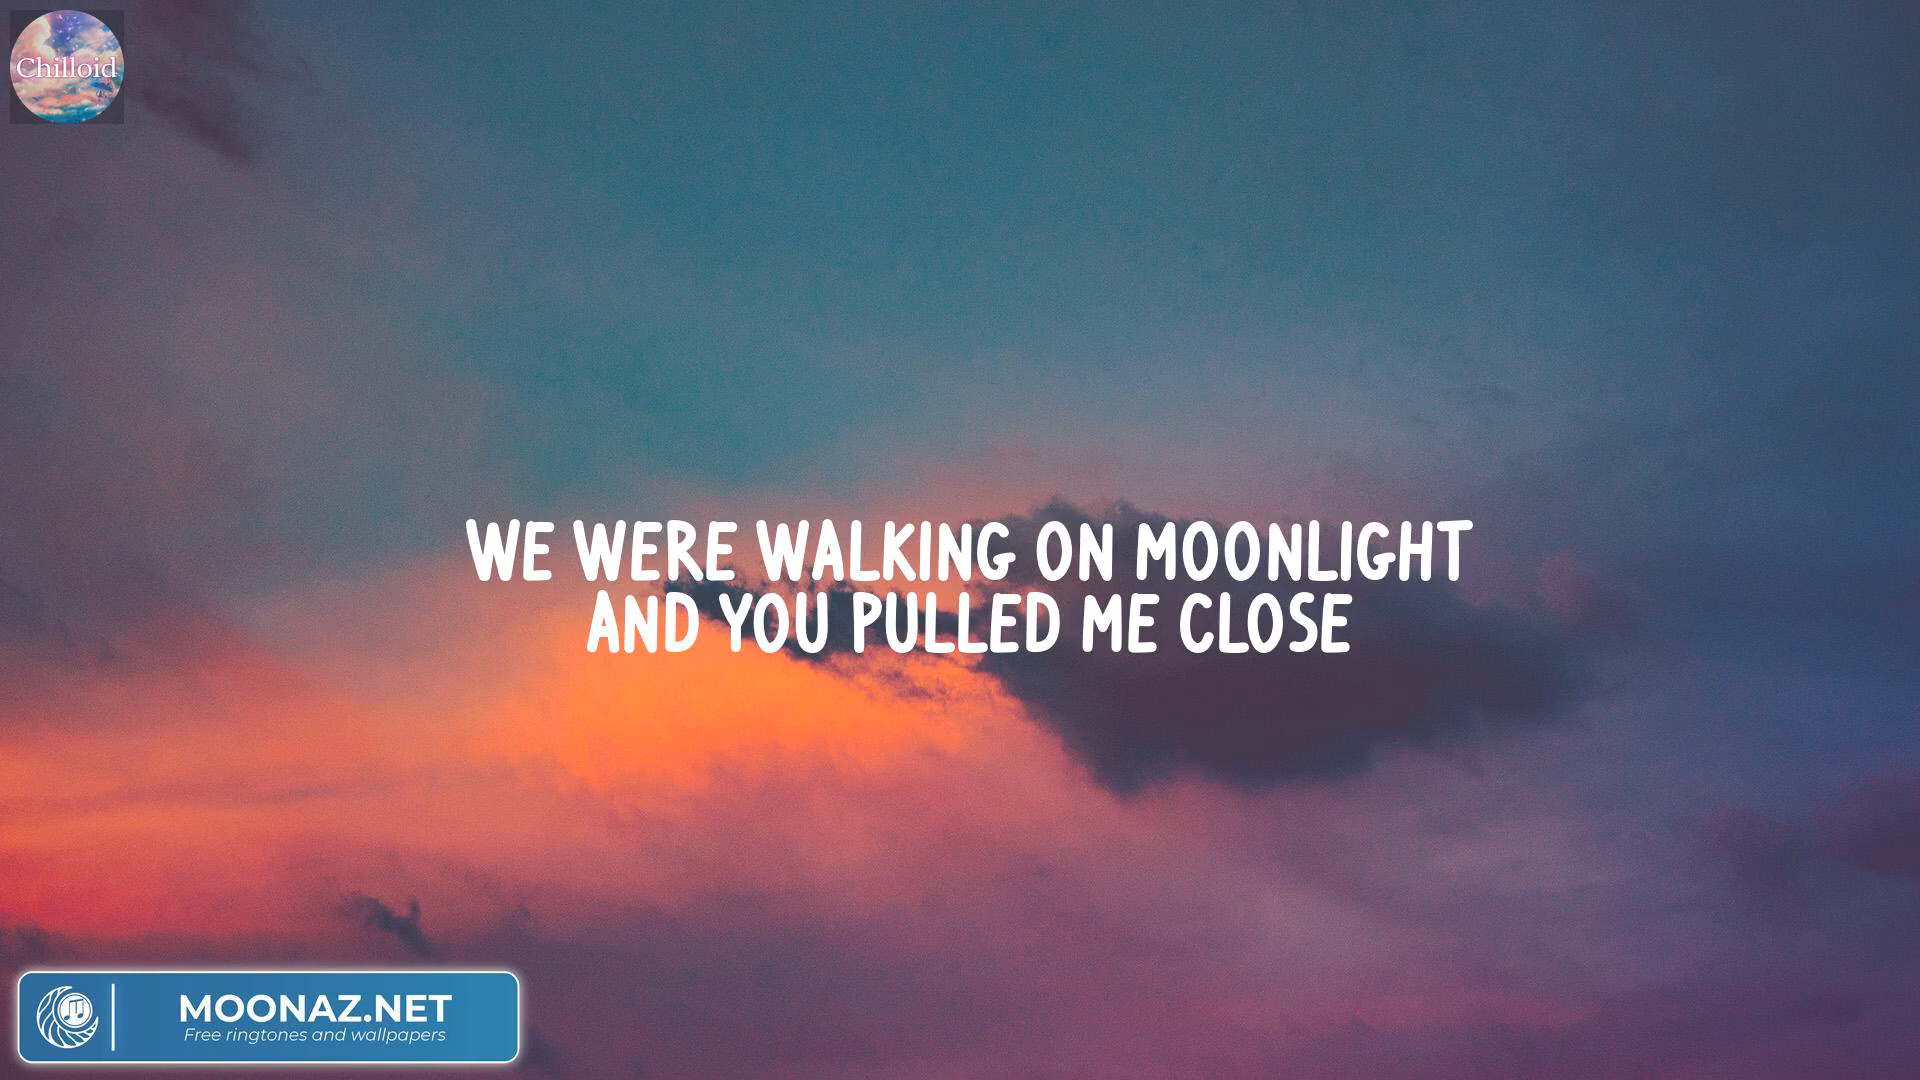 Chilloid
WE WERE WALKING ON MOONLIGHT
AND YOU PULLED ME CLOSE
MOONAZ.NET
Free ringtones and wallpapers